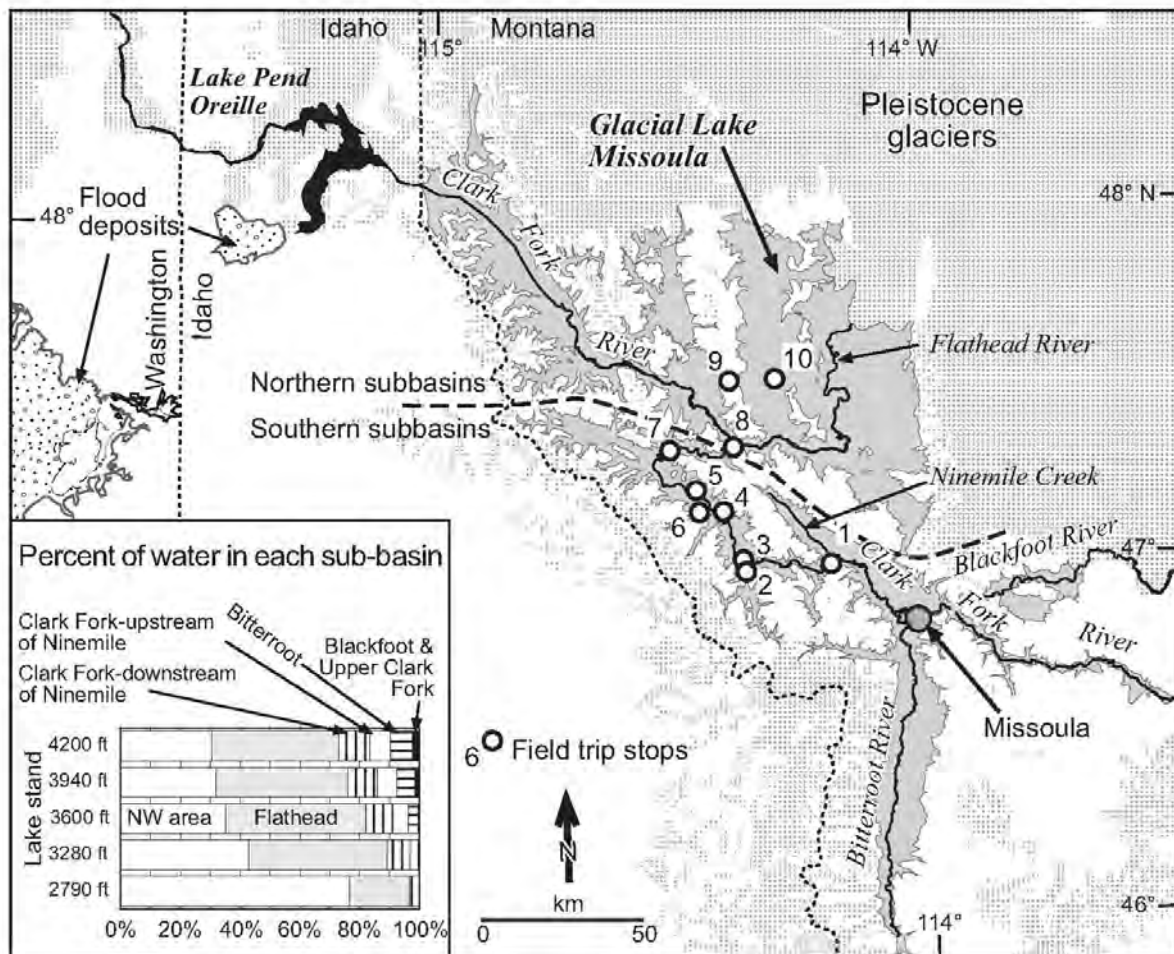 Idaho
Montana
115°
114° W
Lake Pend
Oreille
Glacial Lake
Missoula
Pleistocene
glaciers
48° N
48°
Flood
deposits
Washington
Idaho
Clark
Fork
River
Flathead River
9
10
Northern subbasins
Southern subbasins
7
8
5
6
4
Ninemile Creek
3
2
1
Clark
Fork
River
Blackfoot River
47°
Missoula
Bitterroot River
46°
114°
6 Field trip stops
N
km
0 50
Percent of water in each sub-basin
Clark Fork-upstream
of Ninemile
Clark Fork-downstream
of Ninemile
Bitterroot
Blackfoot &
Upper Clark
Fork
Lake stand
4200 ft
3940 ft
3600 ft NW area Flathead
3280 ft
2790 ft
0% 20% 40% 60% 80% 100%